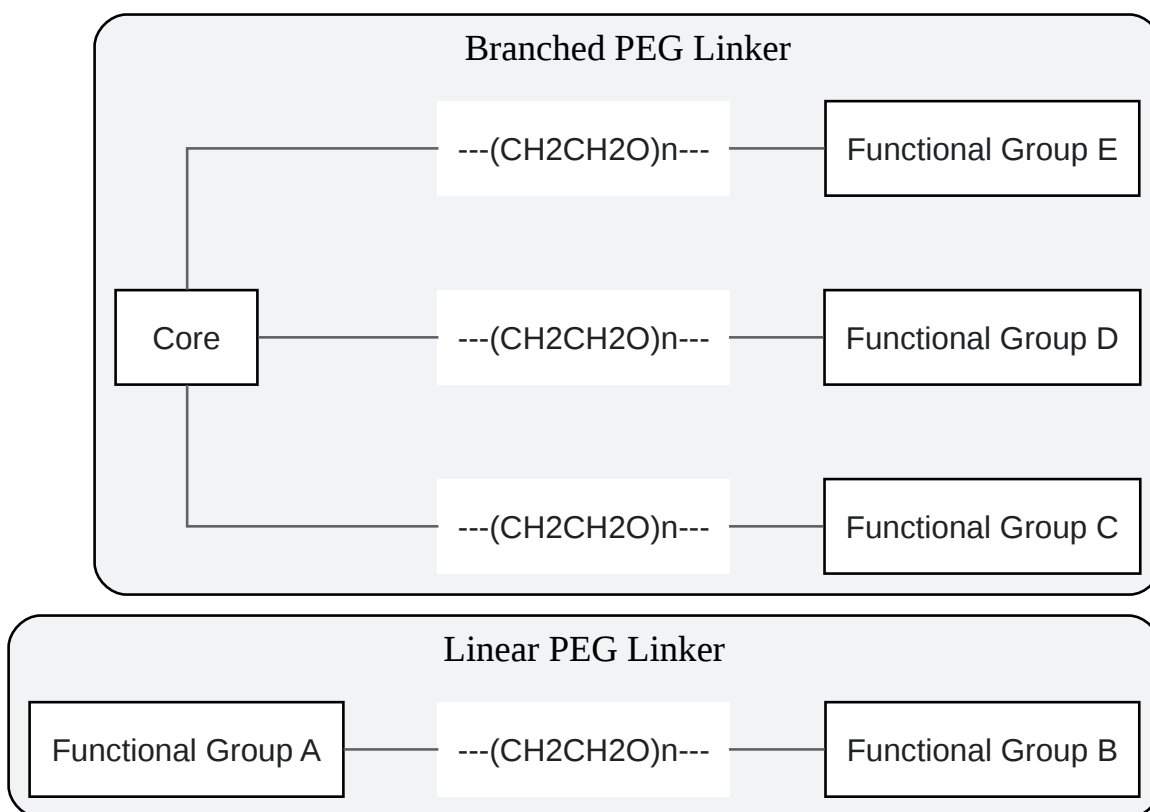 Branched PEG Linker
---(CH2CH2O)n---
Functional Group E
Core
---(CH2CH2O)n---
Functional Group D
---(CH2CH2O)n---
Functional Group C
Linear PEG Linker
Functional Group A
---(CH2CH2O)n---
Functional Group B